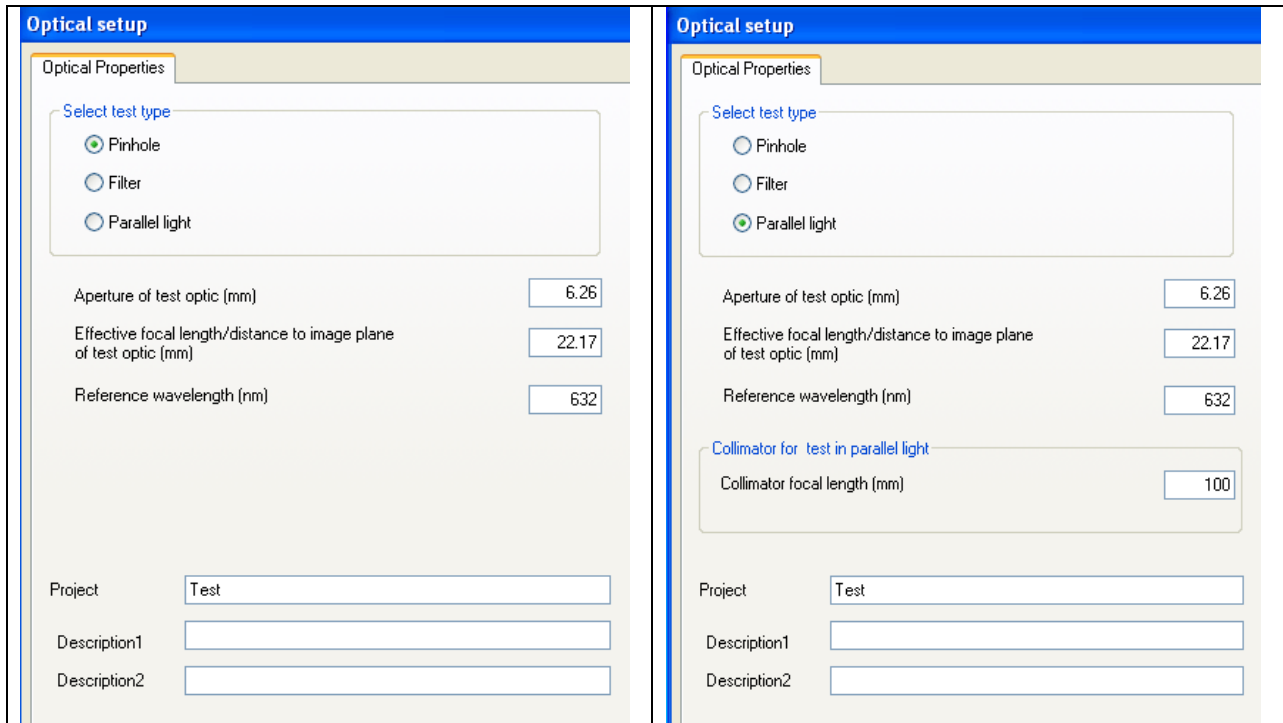 Optical setup
Optical Properties
Select test type
Pinhole
Filter
Parallel light
Aperture of test optic (mm)
6.26
Effective focal length/distance to image plane
of test optic (mm)
22.17
Reference wavelength (nm)
632
Project
Test
Description1
Description2
Optical setup
Optical Properties
Select test type
Pinhole
Filter
Parallel light
Aperture of test optic (mm)
6.26
Effective focal length/distance to image plane
of test optic (mm)
22.17
Reference wavelength (nm)
632
Collimator for test in parallel light
Collimator focal length (mm)
100
Project
Test
Description1
Description2